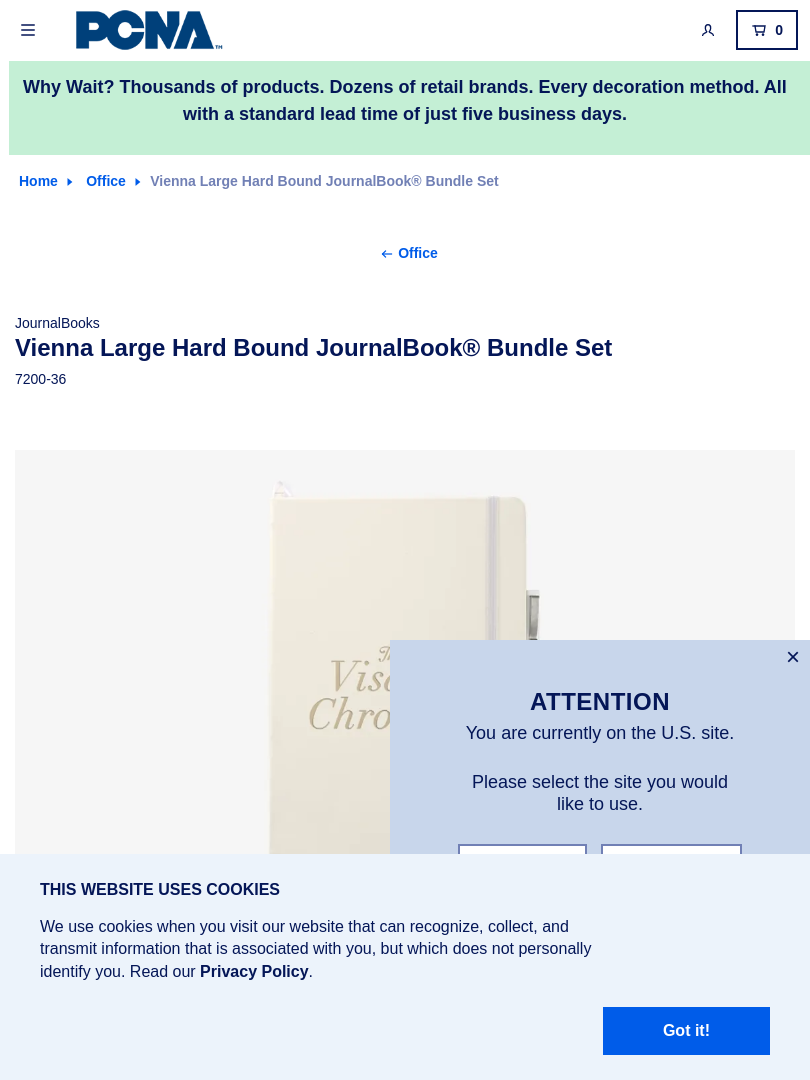 PCNA™
0
Why Wait? Thousands of products. Dozens of retail brands. Every decoration method. All
with a standard lead time of just five business days.
Home Office Vienna Large Hard Bound JournalBook® Bundle Set
Office
JournalBooks
Vienna Large Hard Bound JournalBook® Bundle Set
7200-36
ATTENTION
You are currently on the U.S. site.
Please select the site you would
like to use.
THIS WEBSITE USES COOKIES
We use cookies when you visit our website that can recognize, collect, and
transmit information that is associated with you, but which does not personally
identify you. Read our Privacy Policy.
Got it!